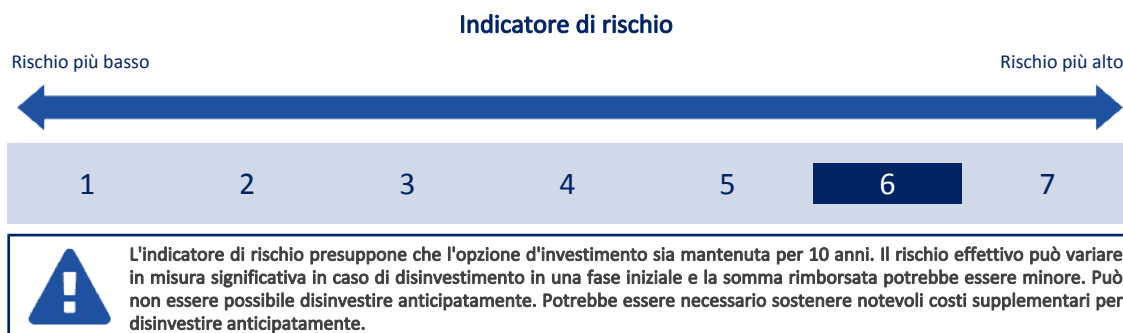 Indicatore di rischio
Rischio più basso
Rischio più alto
1 2 3 4 5 6 7
L'indicatore di rischio presuppone che l'opzione d'investimento sia mantenuta per 10 anni. Il rischio effettivo può variare
in misura significativa in caso di disinvestimento in una fase iniziale e la somma rimborsata potrebbe essere minore. Può
non essere possibile disinvestire anticipatamente. Potrebbe essere necessario sostenere notevoli costi supplementari per
disinvestire anticipatamente.